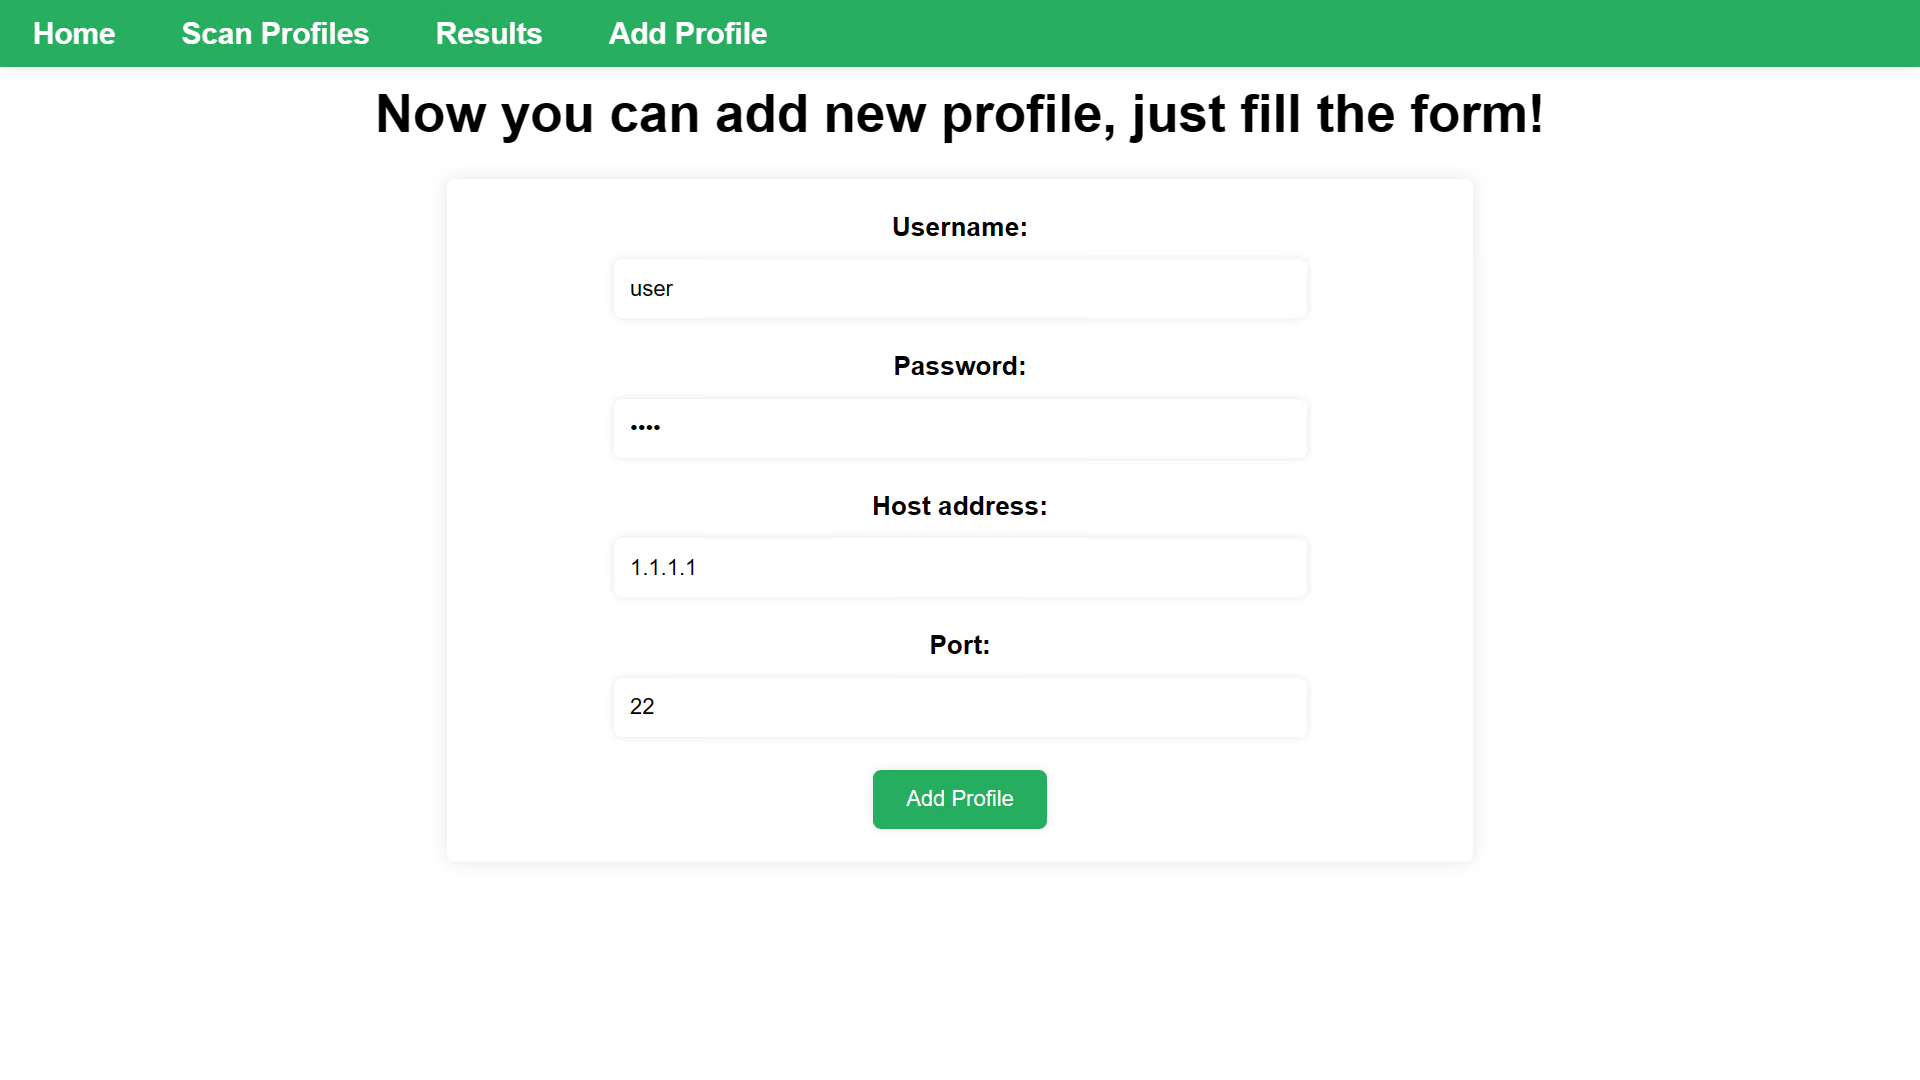 Home Scan Profiles Results Add Profile
Now you can add new profile, just fill the form!
Username:
user
Password:
••••
Host address:
1.1.1.1
Port:
22
Add Profile